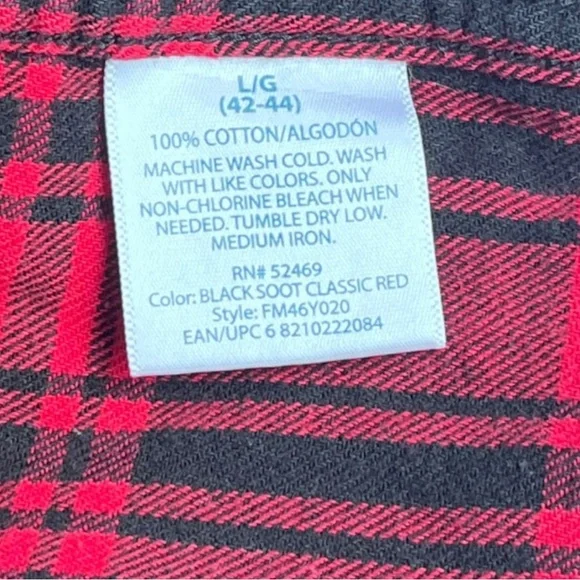 L/G
(42-44)
100% COTTON/ALGODÓN
MACHINE WASH COLD. WASH
WITH LIKE COLORS. ONLY
NON-CHLORINE BLEACH WHEN
NEEDED. TUMBLE DRY LOW.
MEDIUM IRON.
RN# 52469
Color: BLACK SOOT CLASSIC RED
Style: FM46Y020
EAN/UPC 6 8210222084